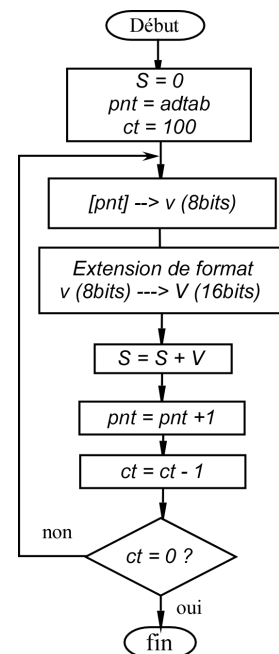 Début
S = 0
pnt = adtab
ct = 100
[pnt] --> v (8bits)
Extension de format
v (8bits) ---> V (16bits)
S = S + V
pnt = pnt +1
ct = ct - 1
non
ct = 0 ?
oui
fin